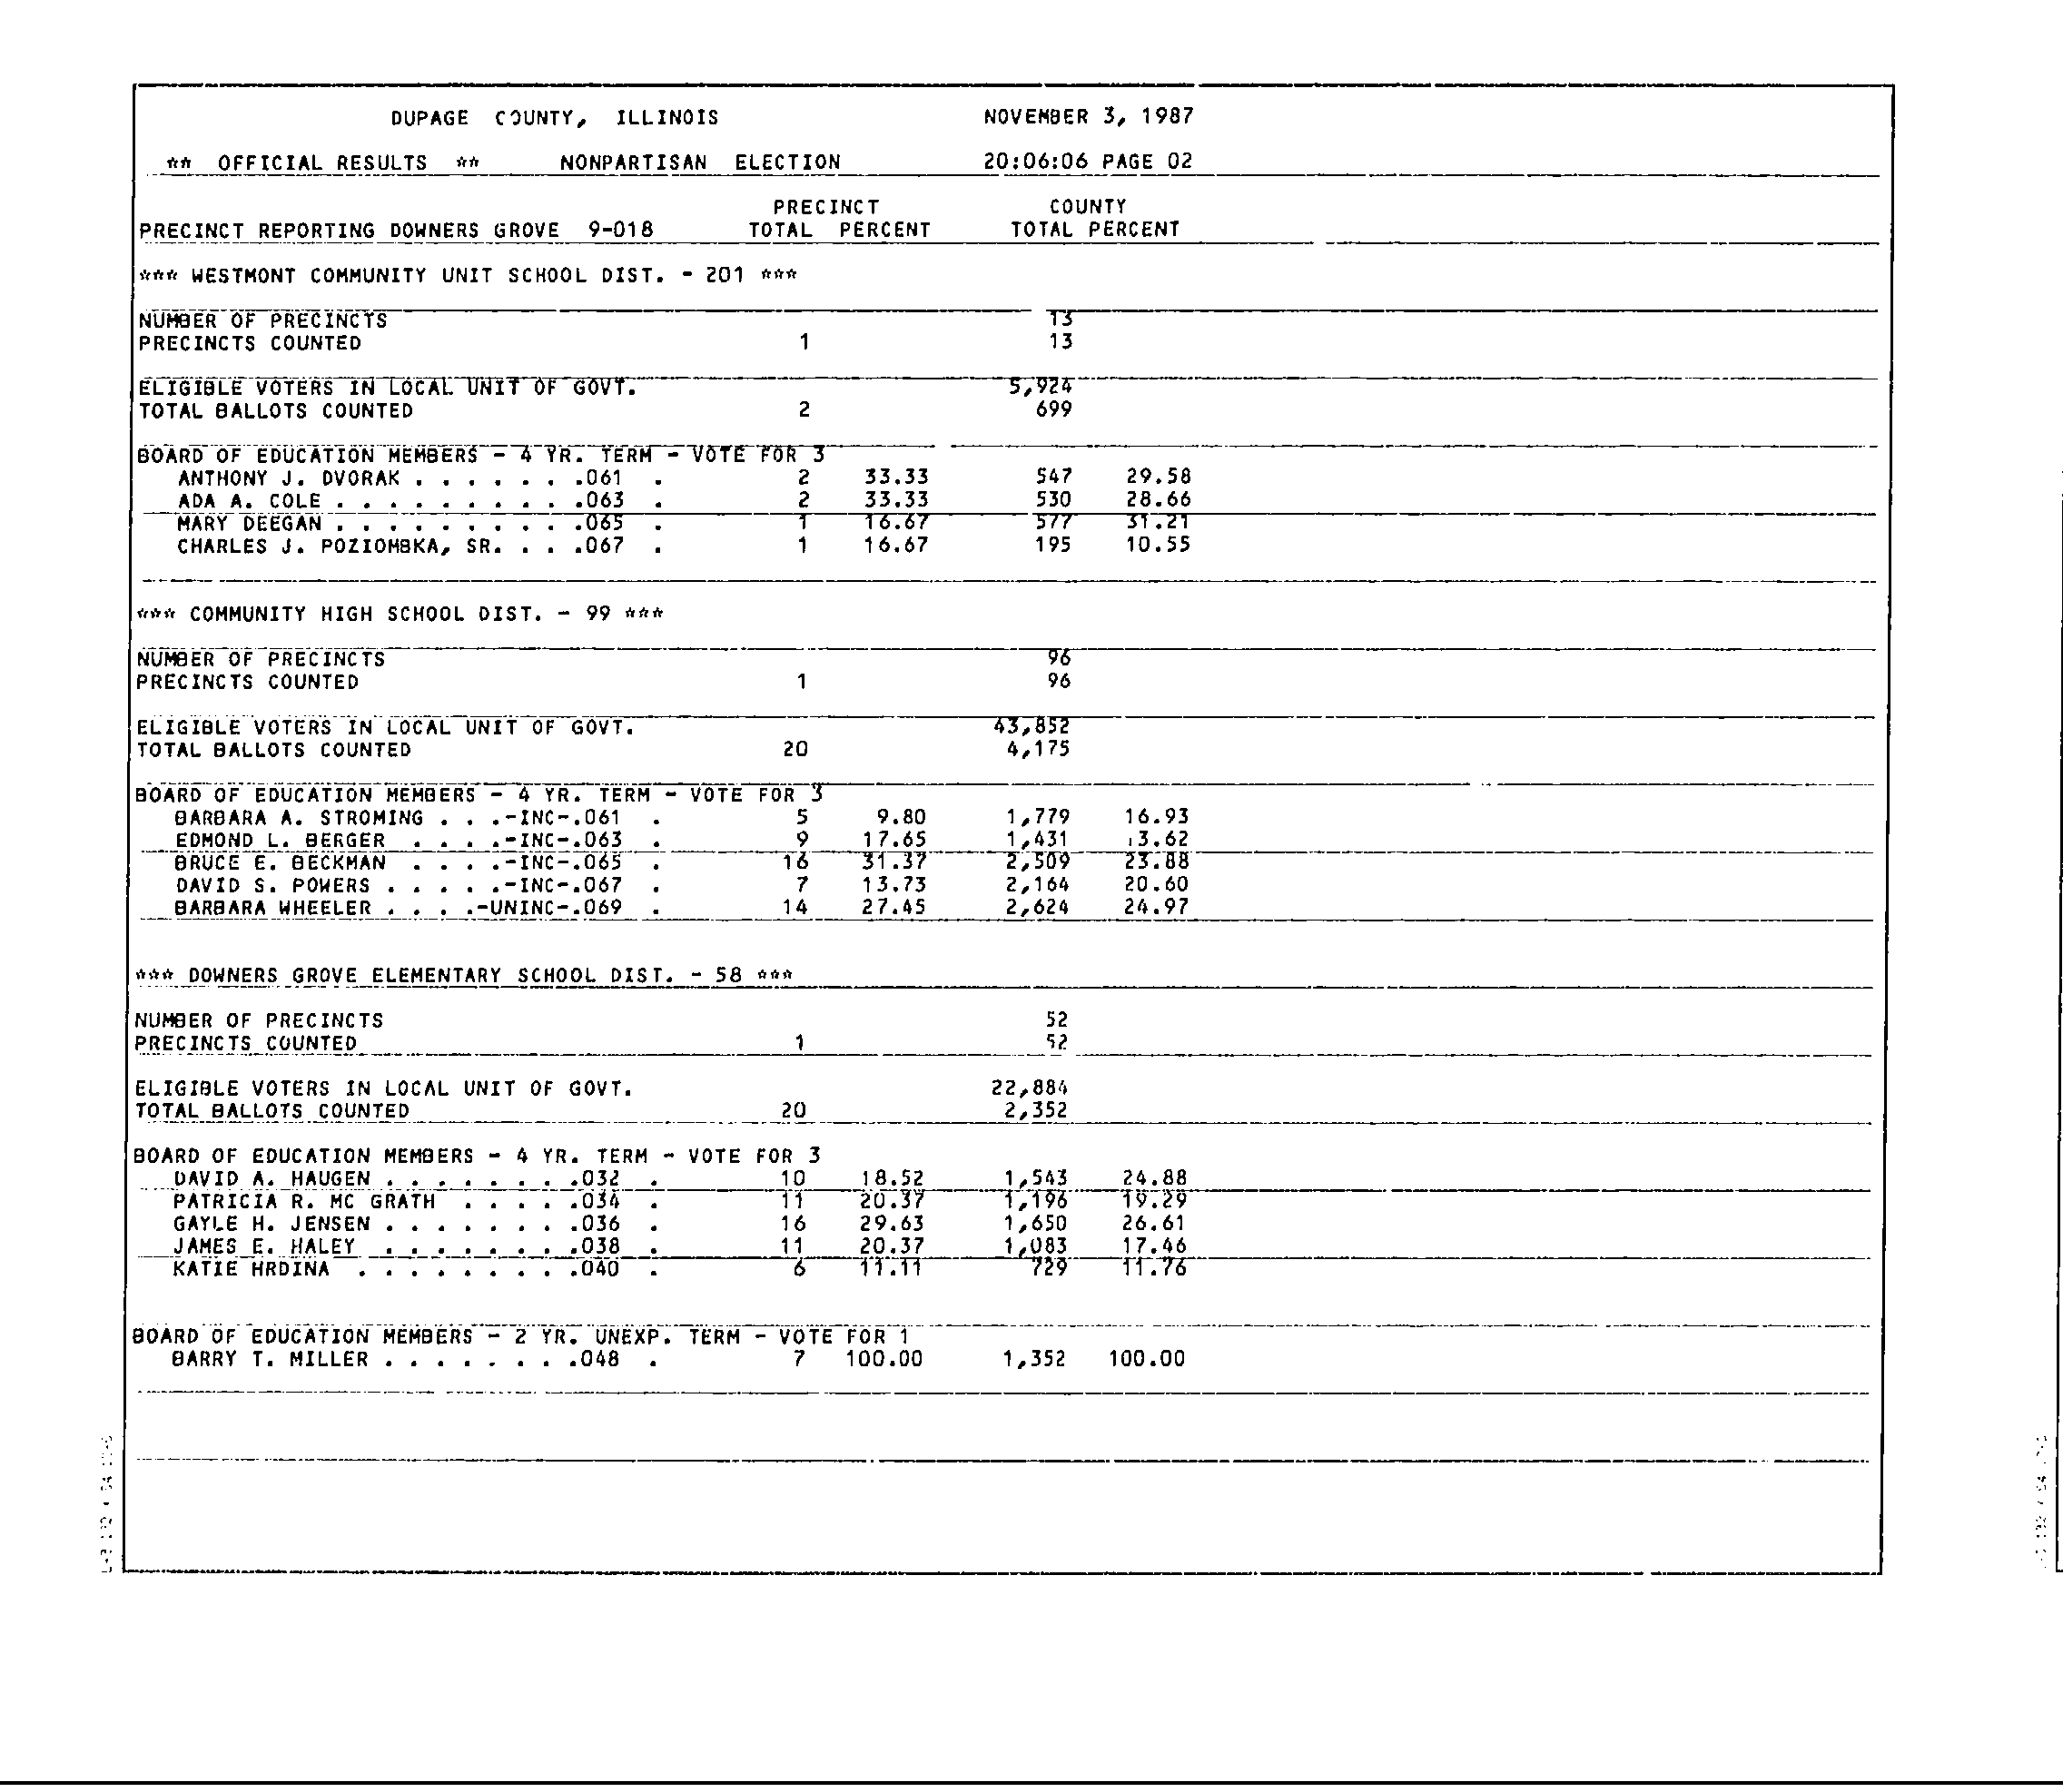 DUPAGE COUNTY, ILLINOIS NOVEMBER 3, 1987
** OFFICIAL RESULTS ** NONPARTISAN ELECTION 20:06:06 PAGE 02
PRECINCT COUNTY
PRECINCT REPORTING DOWNERS GROVE 9-018 TOTAL PERCENT TOTAL PERCENT
*** WESTMONT COMMUNITY UNIT SCHOOL DIST. - 201 ***
NUMBER OF PRECINCTS 13
PRECINCTS COUNTED 1 13
ELIGIBLE VOTERS IN LOCAL UNIT OF GOVT. 5,924
TOTAL BALLOTS COUNTED 2 699
BOARD OF EDUCATION MEMBERS - 4 YR. TERM - VOTE FOR 3
ANTHONY J. DVORAK . . . . . . .061 . 2 33.33 547 29.58
ADA A. COLE . . . . . . . . . .063 . 2 33.33 530 28.66
MARY DEEGAN . . . . . . . . . .065 . 1 16.67 577 31.21
CHARLES J. POZIOMBKA, SR. . . .067 . 1 16.67 195 10.55
*** COMMUNITY HIGH SCHOOL DIST. - 99 ***
NUMBER OF PRECINCTS 96
PRECINCTS COUNTED 1 96
ELIGIBLE VOTERS IN LOCAL UNIT OF GOVT. 43,852
TOTAL BALLOTS COUNTED 20 4,175
BOARD OF EDUCATION MEMBERS - 4 YR. TERM - VOTE FOR 3
BARBARA A. STROMING . . .-INC-.061 . 5 9.80 1,779 16.93
EDMOND L. BERGER . . . .-INC-.063 . 9 17.65 1,431 13.62
BRUCE E. BECKMAN . . . .-INC-.065 . 16 31.37 2,509 23.88
DAVID S. POWERS . . . . .-INC-.067 . 7 13.73 2,164 20.60
BARBARA WHEELER . . . .-UNINC-.069 . 14 27.45 2,624 24.97
*** DOWNERS GROVE ELEMENTARY SCHOOL DIST. - 58 ***
NUMBER OF PRECINCTS 52
PRECINCTS COUNTED 1 52
ELIGIBLE VOTERS IN LOCAL UNIT OF GOVT. 22,884
TOTAL BALLOTS COUNTED 20 2,352
BOARD OF EDUCATION MEMBERS - 4 YR. TERM - VOTE FOR 3
DAVID A. HAUGEN . . . . . . . .032 . 10 18.52 1,543 24.88
PATRICIA R. MC GRATH . . . . .034 . 11 20.37 1,196 19.29
GAYLE H. JENSEN . . . . . . . .036 . 16 29.63 1,650 26.61
JAMES E. HALEY . . . . . . . .038 . 11 20.37 1,083 17.46
KATIE HRDINA . . . . . . . . .040 . 6 11.11 729 11.76
BOARD OF EDUCATION MEMBERS - 2 YR. UNEXP. TERM - VOTE FOR 1
BARRY T. MILLER . . . . . . . .048 . 7 100.00 1,352 100.00